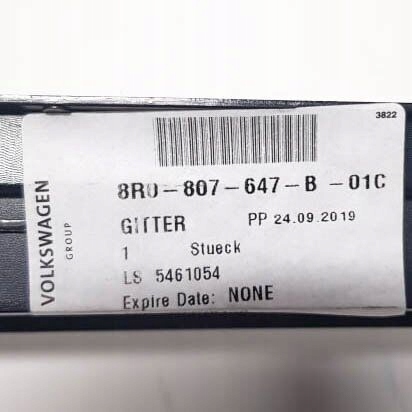 3822
8R0-807-647-B -01C
GITTER PP 24.09.2019
1 Stueck
LS 5461054
Expire Date: NONE
VOLKSWAGEN
GROUP